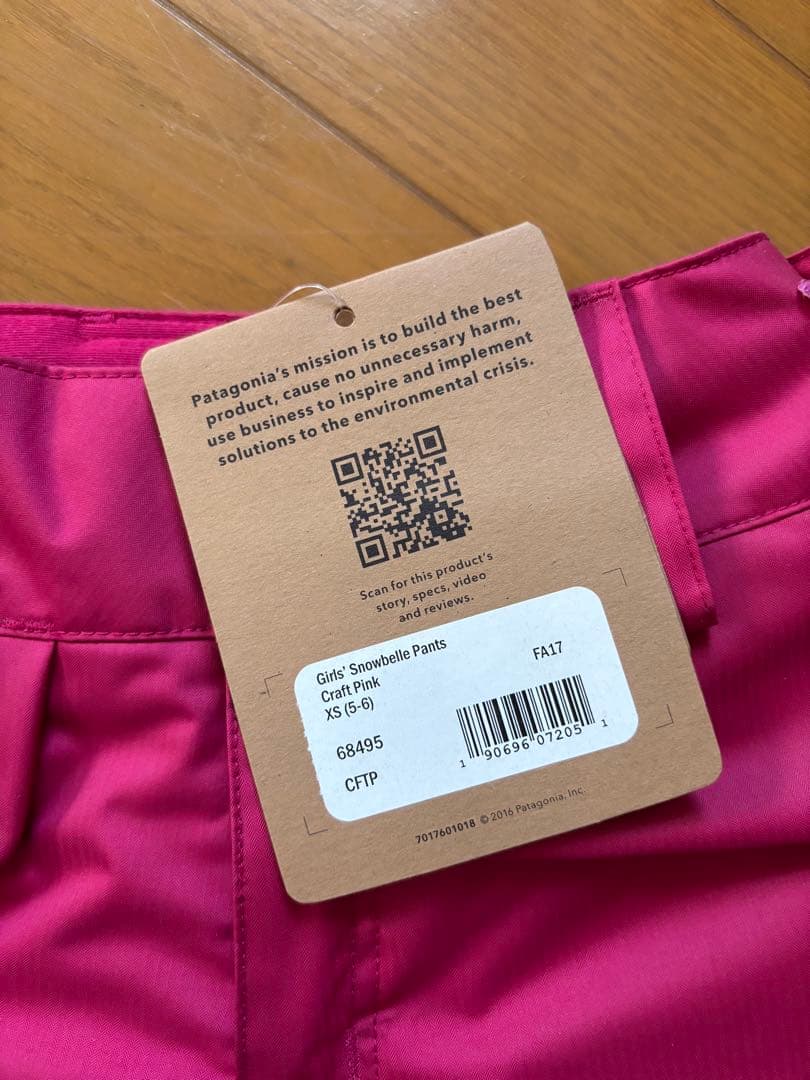 Patagonia's mission is to build the best
product, cause no unnecessary harm,
use business to inspire and implement
solutions to the environmental crisis.
Scan for this product's
story, specs, video
and reviews.
Girls' Snowbelle Pants
FA17
Craft Pink
XS (5-6)
68495
CFTP
1 90696 07205 1
7017601018 © 2016 Patagonia, Inc.